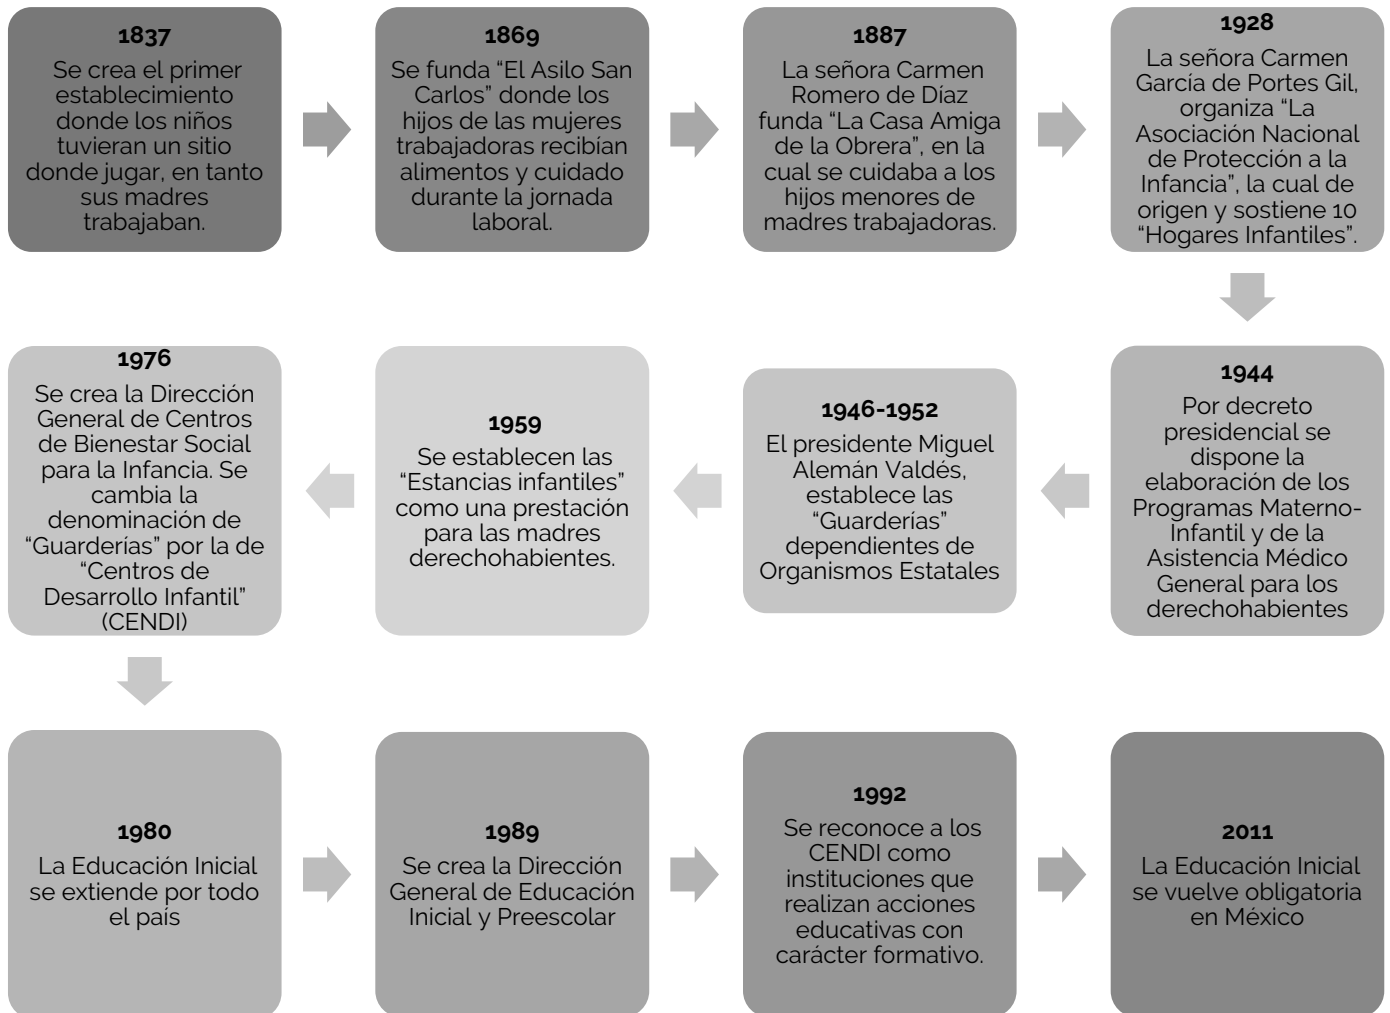 1837
Se crea el primer
establecimiento
donde los niños
tuvieran un sitio
donde jugar, en tanto
sus madres
trabajaban.
1869
Se funda “El Asilo San
Carlos” donde los
hijos de las mujeres
trabajadoras recibían
alimentos y cuidado
durante la jornada
laboral.
1887
La señora Carmen
Romero de Díaz
funda “La Casa Amiga
de la Obrera”, en la
cual se cuidaba a los
hijos menores de
madres trabajadoras.
1928
La señora Carmen
García de Portes Gil,
organiza “La
Asociación Nacional
de Protección a la
Infancia”, la cual de
origen y sostiene 10
“Hogares Infantiles”.
1944
Por decreto
presidencial se
dispone la
elaboración de los
Programas Materno-
Infantil y de la
Asistencia Médico
General para los
derechohabientes
1946-1952
El presidente Miguel
Alemán Valdés,
establece las
“Guarderías”
dependientes de
Organismos Estatales
1959
Se establecen las
“Estancias infantiles”
como una prestación
para las madres
derechohabientes.
1976
Se crea la Dirección
General de Centros
de Bienestar Social
para la Infancia. Se
cambia la
denominación de
“Guarderías” por la de
“Centros de
Desarrollo Infantil”
(CENDI)
1980
La Educación Inicial
se extiende por todo
el país
1989
Se crea la Dirección
General de Educación
Inicial y Preescolar
1992
Se reconoce a los
CENDI como
instituciones que
realizan acciones
educativas con
carácter formativo.
2011
La Educación Inicial
se vuelve obligatoria
en México